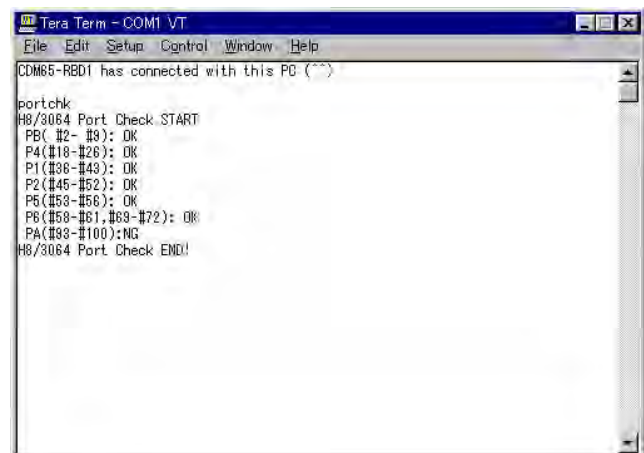 Tera Term - COM1 VT
File Edit Setup Control Window Help
CDM65-RBD1 has connected with this PC (^^)
portchk
H8/3064 Port Check START
PB( #2- #9): OK
P4(#18-#26): OK
P1(#36-#43): OK
P2(#45-#52): OK
P5(#53-#56): OK
P6(#58-#61,#69-#72): OK
PA(#93-#100):NG
H8/3064 Port Check END!